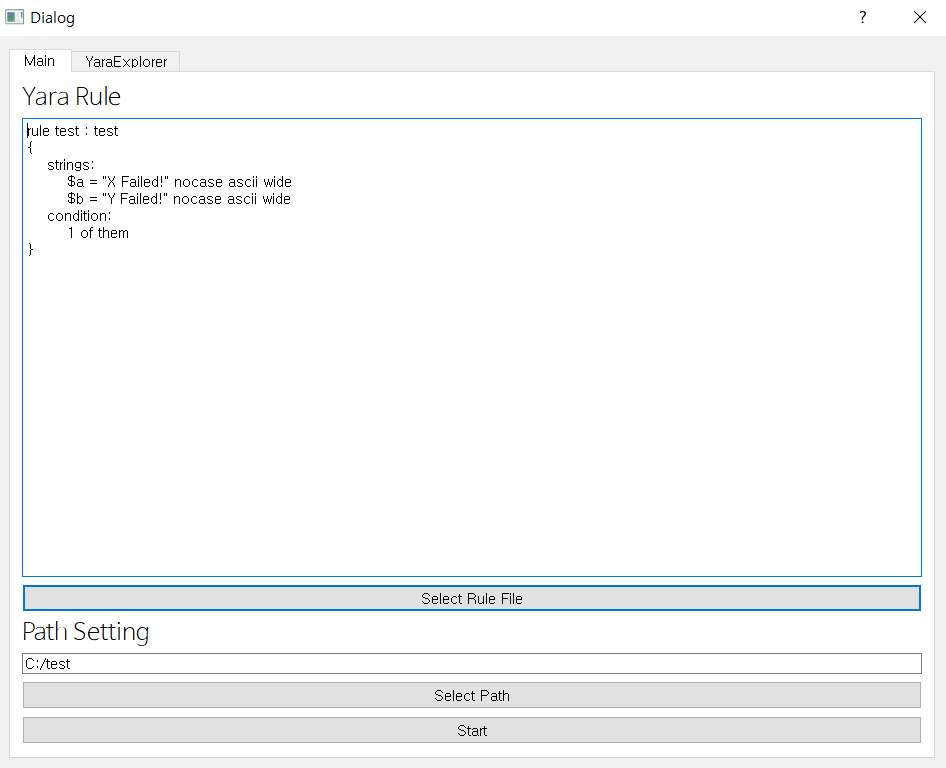 Dialog
?
Main YaraExplorer
Yara Rule
rule test : test
{
strings:
$a = "X Failed!" nocase ascii wide
$b = "Y Failed!" nocase ascii wide
condition:
1 of them
}
Select Rule File
Path Setting
C:/test
Select Path
Start